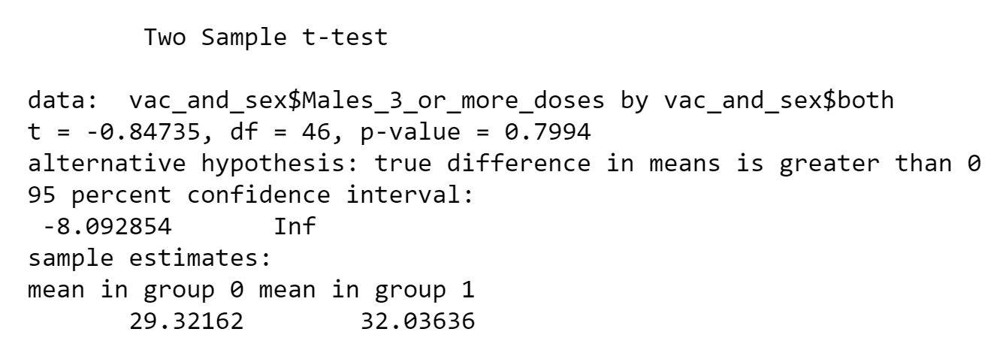 Two Sample t-test
data:  vac_and_sex$Males_3_or_more_doses by vac_and_sex$both
t = -0.84735, df = 46, p-value = 0.7994
alternative hypothesis: true difference in means is greater than 0
95 percent confidence interval:
 -8.092854       Inf
sample estimates:
mean in group 0 mean in group 1
       29.32162        32.03636